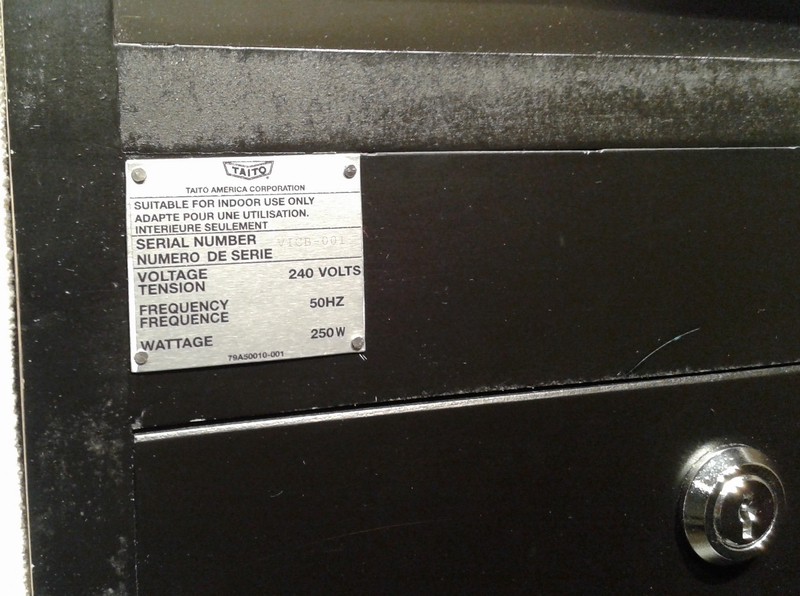 TAITO
TAITO AMERICA CORPORATION
SUITABLE FOR INDOOR USE ONLY
ADAPTE POUR UNE UTILISATION.
INTERIEURE SEULEMENT
SERIAL NUMBER
NUMERO DE SERIE
VOLTAGE 240 VOLTS
TENSION
FREQUENCY 50HZ
FREQUENCE
WATTAGE 250W
79A50010-001